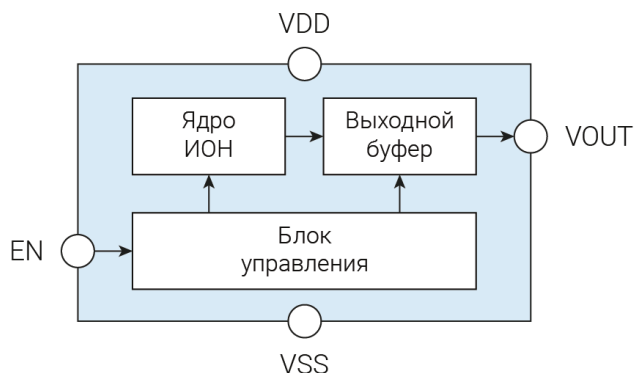 VDD
Ядро
ИОН
Выходной
буфер
VOUT
EN
Блок
управления
VSS